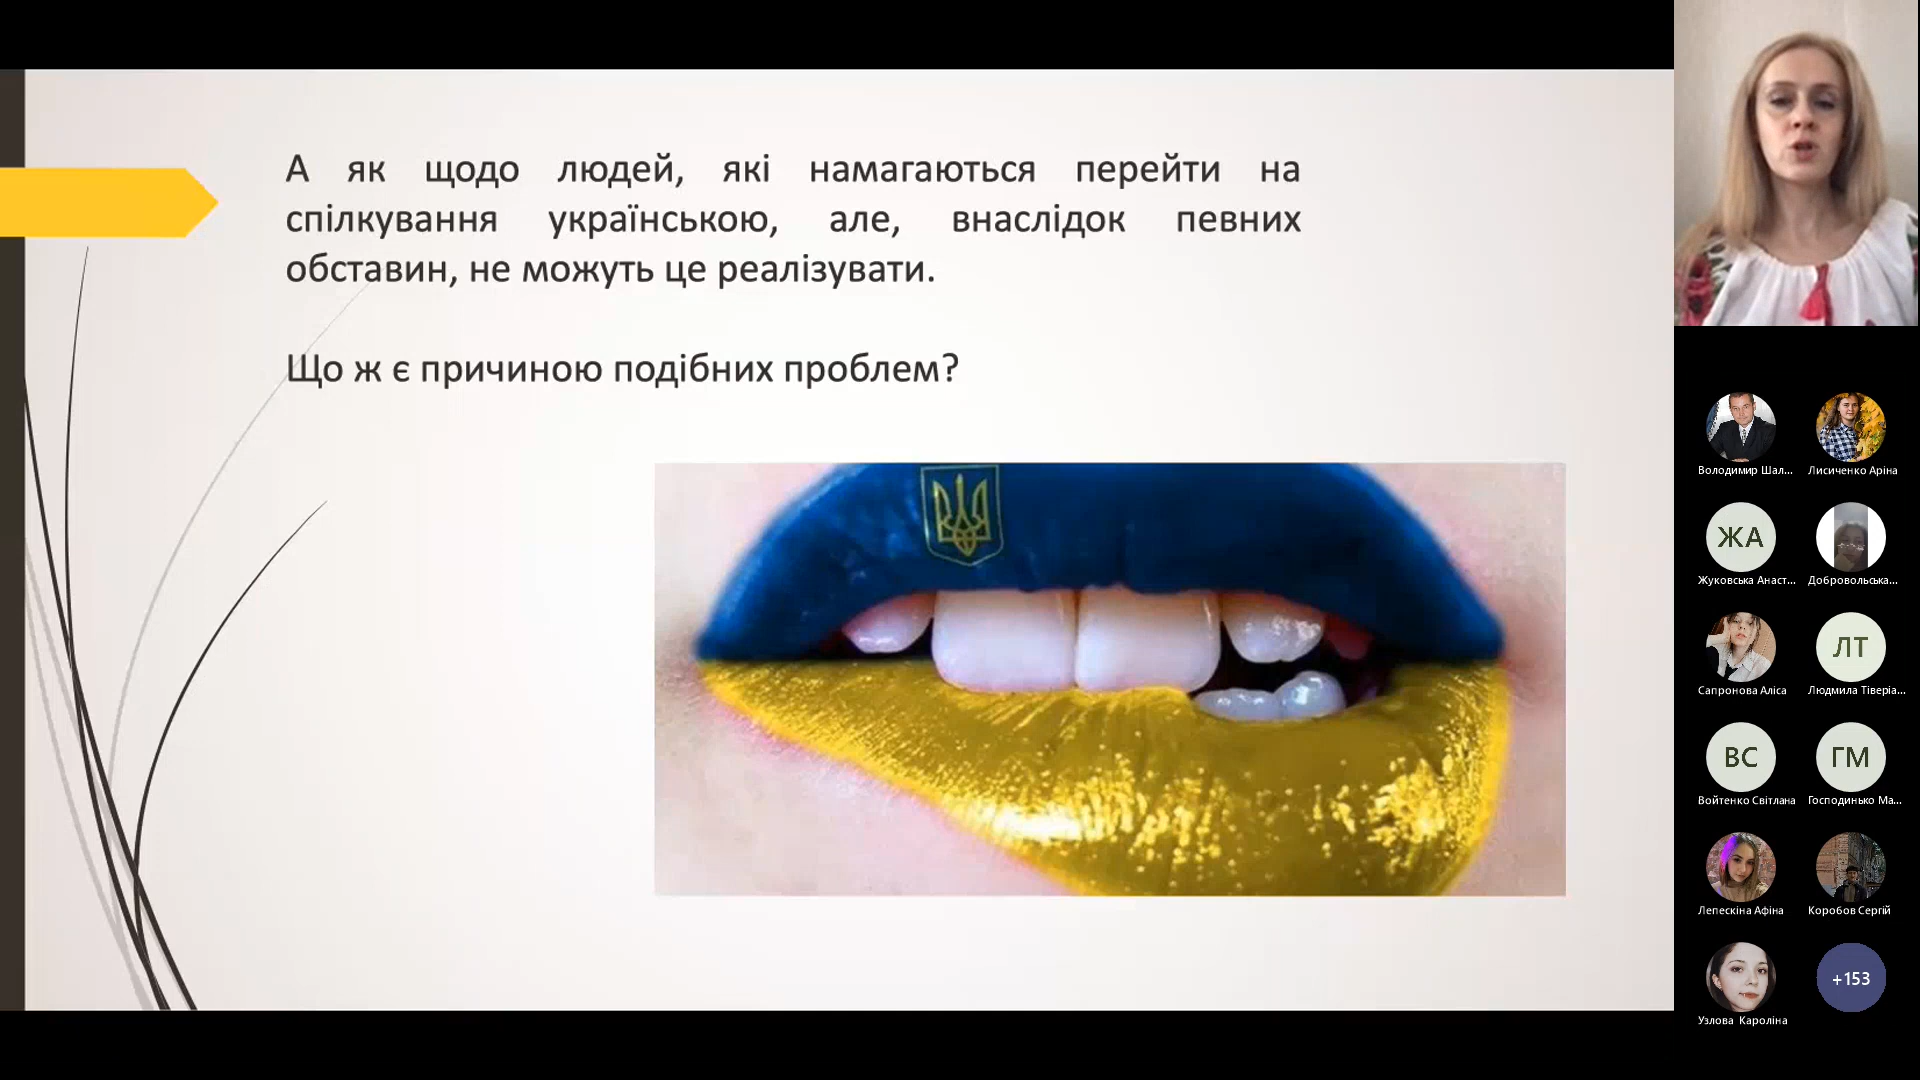 А як щодо людей, які намагаються перейти на
спілкування українською, але, внаслідок певних
обставин, не можуть це реалізувати.
Що ж є причиною подібних проблем?
Володимир Шал...
Лисиченко Аріна
ЖА
Жуковська Анаст...
Добровольська...
Сапронова Аліса
ЛТ
Людмила Тіверіа...
ВС
Войтенко Світлана
ГМ
Господинько Ма...
Лепескіна Афіна
Коробов Сергій
Узлова Кароліна
+153